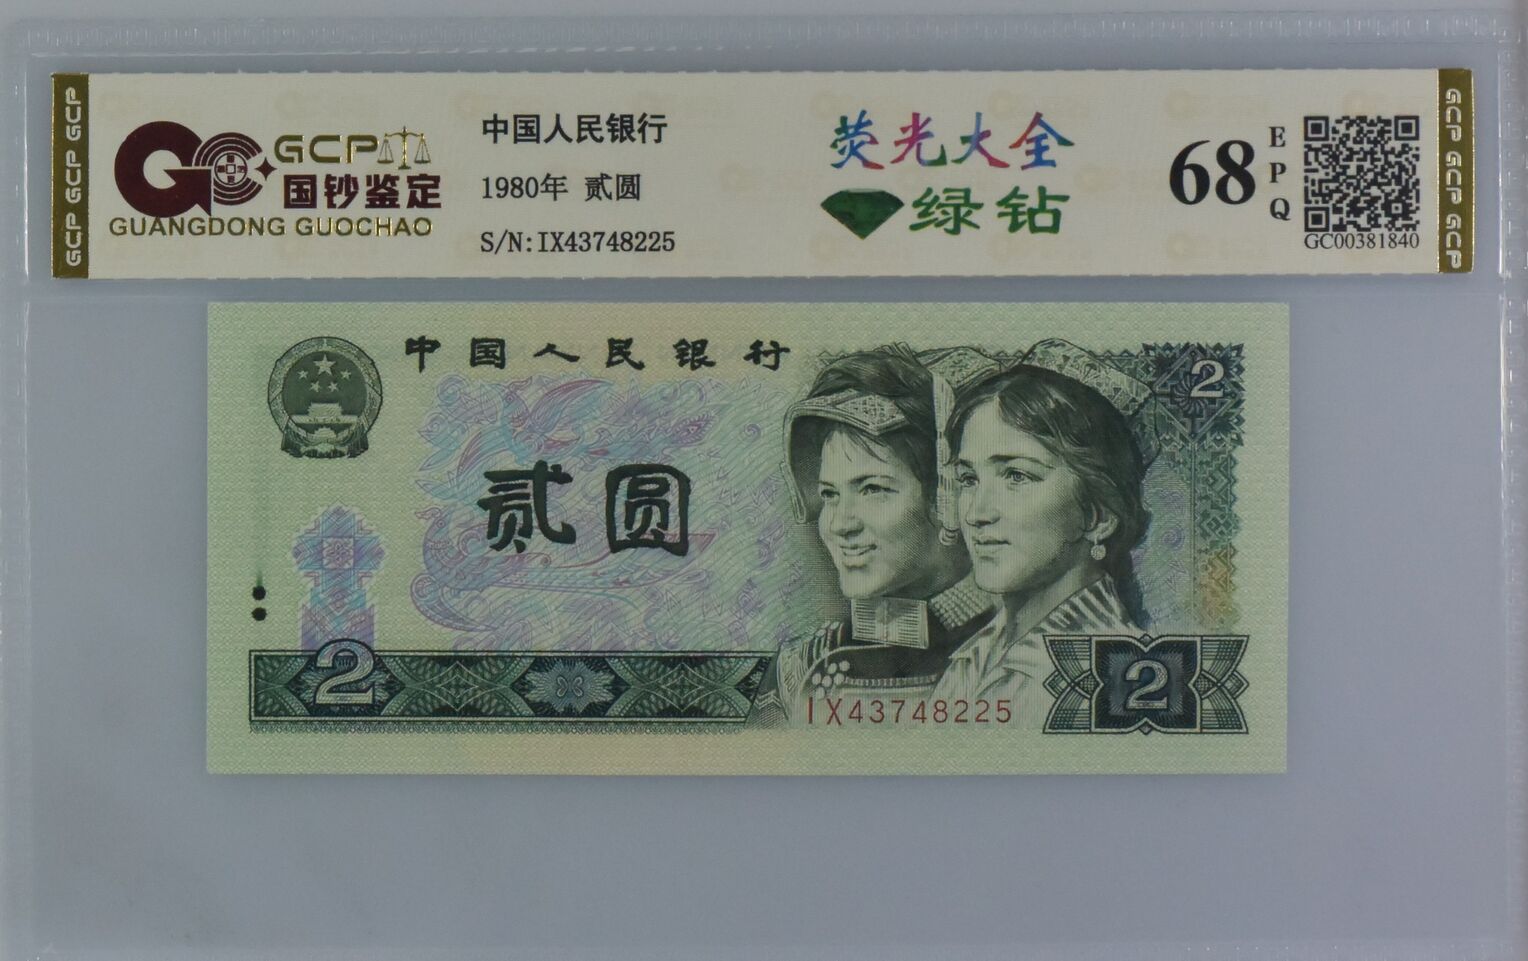 GCP GCP GCP
GCP
国钞鉴定
GUANGDONG GUOCHAO
中国人民银行
1980年 贰圆
S/N:IX43748225
荧光大全
绿钻
68
EPQ
GC00381840
GCP GCP GCP
中国人民银行
2
贰圆
2
IX43748225
2